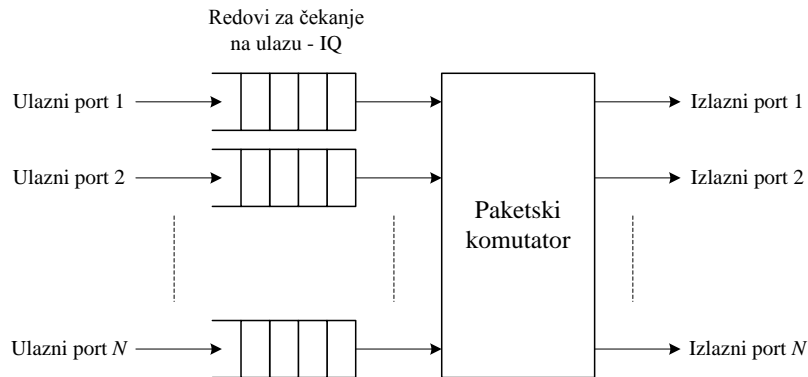 Redovi za čekanje
na ulazu - IQ
Ulazni port 1
Izlazni port 1
Ulazni port 2
Izlazni port 2
Paketski
komutator
Ulazni port N
Izlazni port N